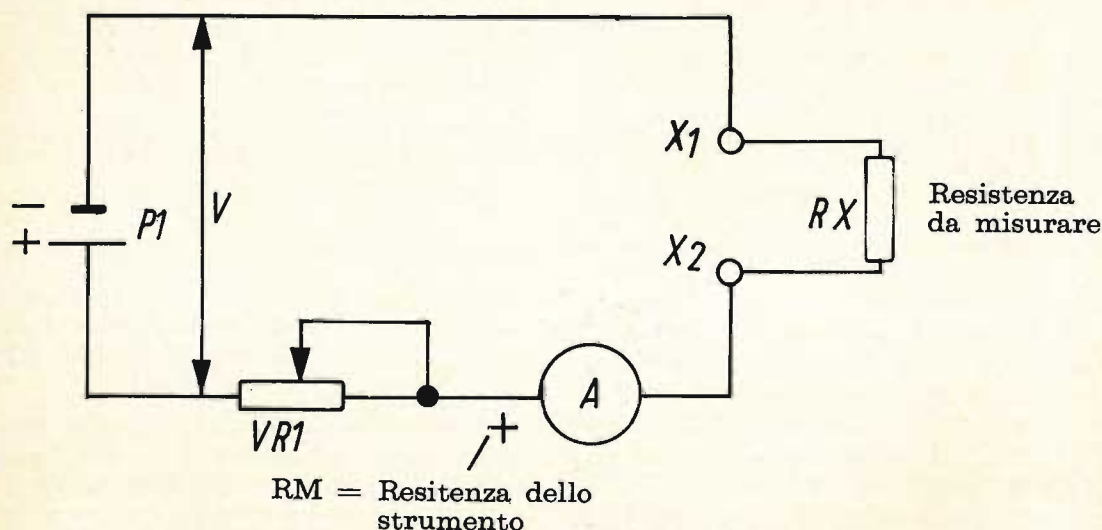 X1
− P1
+
V
RX
Resistenza
da misurare
X2
A
VR1
+
RM = Resitenza dello
strumento